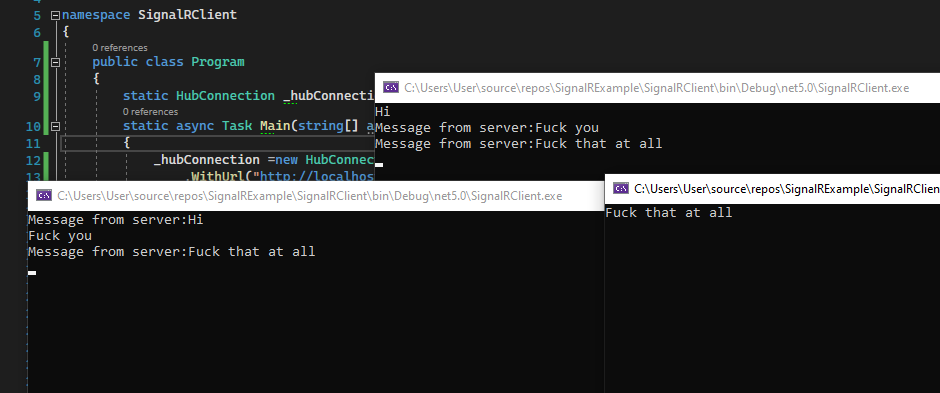 5 namespace SignalRClient
6 {
0 references
7 public class Program
8 {
9 static HubConnection _hubConnecti
0 references
10 static async Task Main(string[] a
11 {
12 _hubConnection =new HubConnec
13 .WithUrl("http://localhos
C:\Users\User\source\repos\SignalRExample\SignalRClient\bin\Debug\net5.0\SignalRClient.exe
Hi
Message from server:Fuck you
Message from server:Fuck that at all
C:\Users\User\source\repos\SignalRExample\SignalRClient\bin\Debug\net5.0\SignalRClient.exe
Message from server:Hi
Fuck you
Message from server:Fuck that at all
C:\Users\User\source\repos\SignalRExample\SignalRClien
Fuck that at all